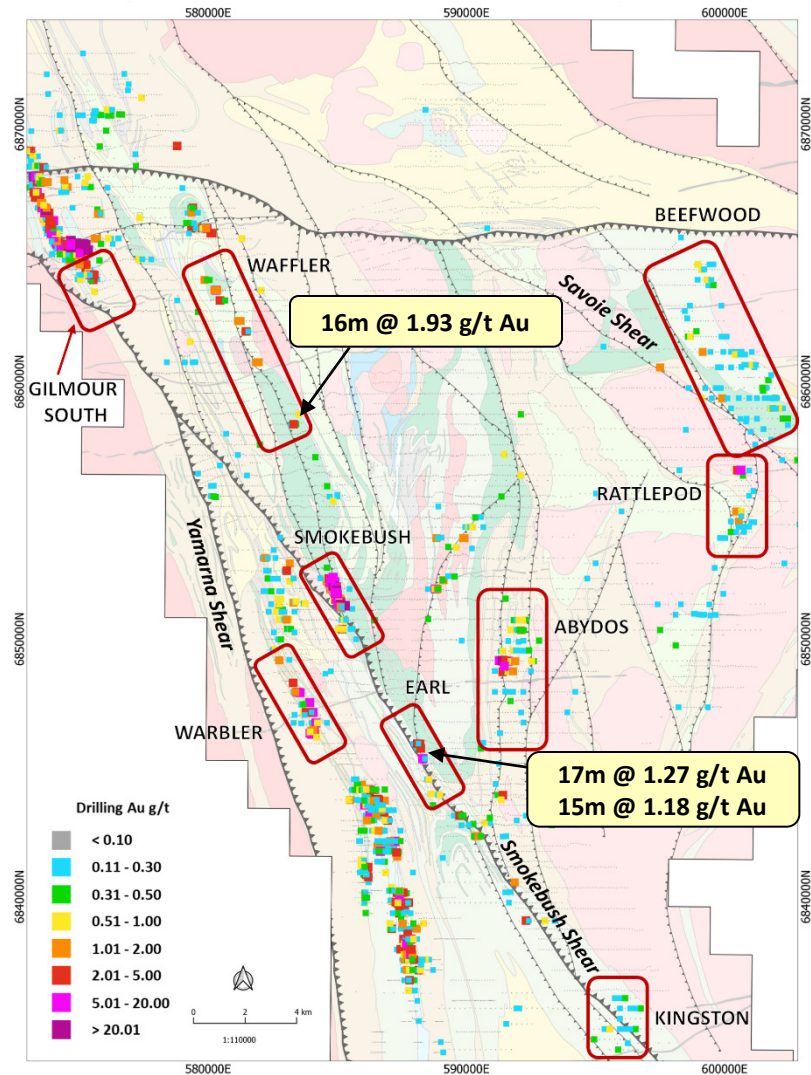 580000E
590000E
600000E
6870000N
6870000N
BEEFWOOD
WAFFLER
Savoie Shear
16m @ 1.93 g/t Au
GILMOUR
SOUTH
6860000N
6860000N
RATTLEPOD
SMOKEBUSH
Yamarna Shear
ABYDOS
6850000N
6850000N
EARL
WARBLER
17m @ 1.27 g/t Au
15m @ 1.18 g/t Au
Drilling Au g/t
< 0.10
0.11 - 0.30
0.31 - 0.50
0.51 - 1.00
1.01 - 2.00
2.01 - 5.00
5.01 - 20.00
> 20.01
Smokebush Shear
6840000N
6840000N
0 2 4 km
1:110000
KINGSTON
580000E
590000E
600000E